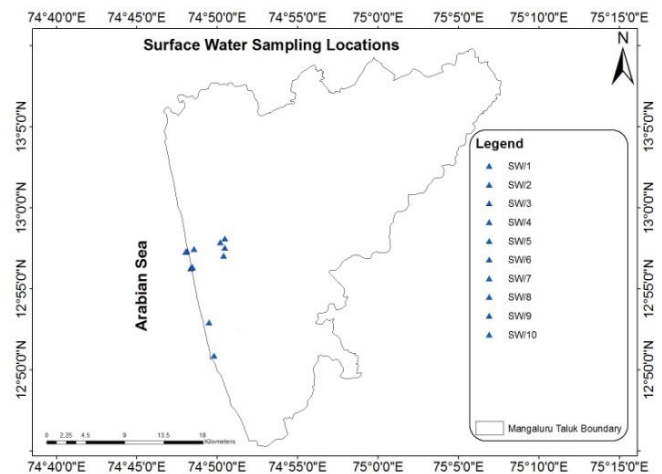 74°40'0"E 74°45'0"E 74°50'0"E 74°55'0"E 75°0'0"E 75°5'0"E 75°10'0"E 75°15'0"E
Surface Water Sampling Locations
N
13°5'0"N
13°0'0"N
12°55'0"N
12°50'0"N
Arabian Sea
Legend
SW/1
SW/2
SW/3
SW/4
SW/5
SW/6
SW/7
SW/8
SW/9
SW/10
Mangaluru Taluk Boundary
13°5'0"N
13°0'0"N
12°55'0"N
12°50'0"N
0 2.25 4.5 9 13.5 18
Kilometers
74°40'0"E 74°45'0"E 74°50'0"E 74°55'0"E 75°0'0"E 75°5'0"E 75°10'0"E 75°15'0"E